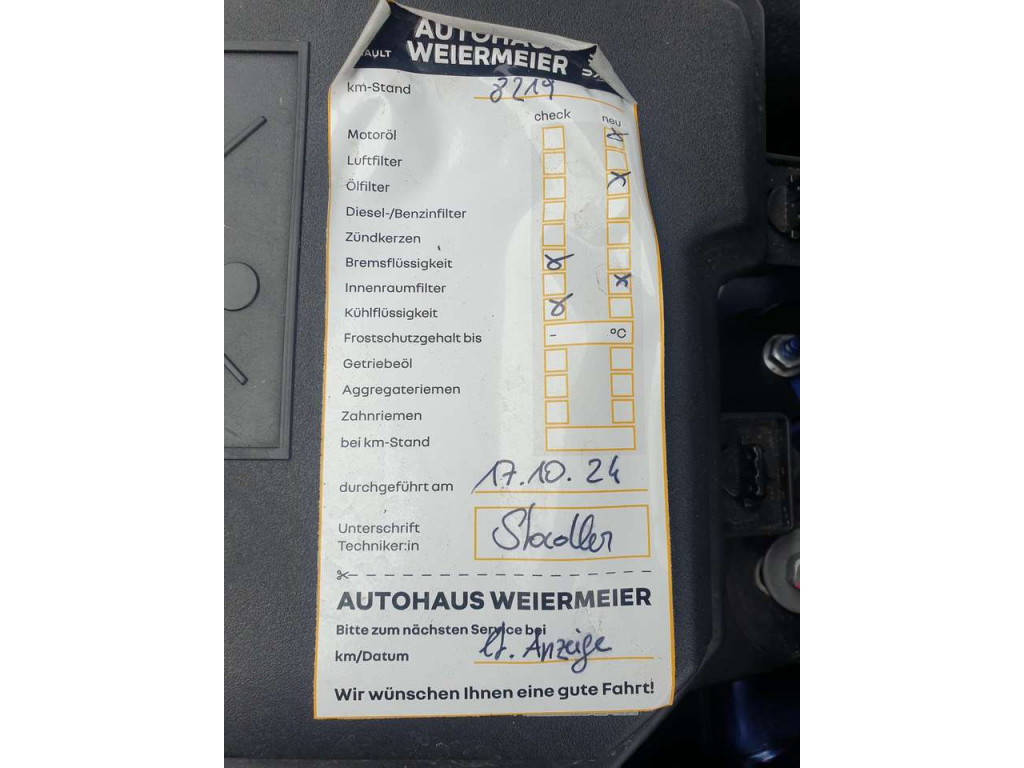 AUTOHAUS
AULT WEIERMEIER
km-Stand 8219
check neu
Motoröl x
Luftfilter
Ölfilter x
Diesel-/Benzinfilter
Zündkerzen
Bremsflüssigkeit x
Innenraumfilter x
Kühlflüssigkeit x
Frostschutzgehalt bis - °C
Getriebeöl
Aggregateriemen
Zahnriemen
bei km-Stand
durchgeführt am 17.10.24
Unterschrift
Techniker:in Stadler
AUTOHAUS WEIERMEIER
Bitte zum nächsten Service bei
km/Datum lt. Anzeige
Wir wünschen Ihnen eine gute Fahrt!